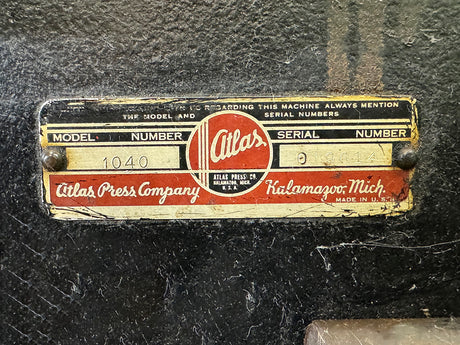 REGARDING THIS MACHINE ALWAYS MENTION
THE MODEL AND SERIAL NUMBERS
MODEL NUMBER
SERIAL NUMBER
1040
Atlas
ATLAS PRESS CO.
KALAMAZOO, MICH.
U.S.A.
Atlas Press Company Kalamazoo, Mich.
MADE IN U.S.